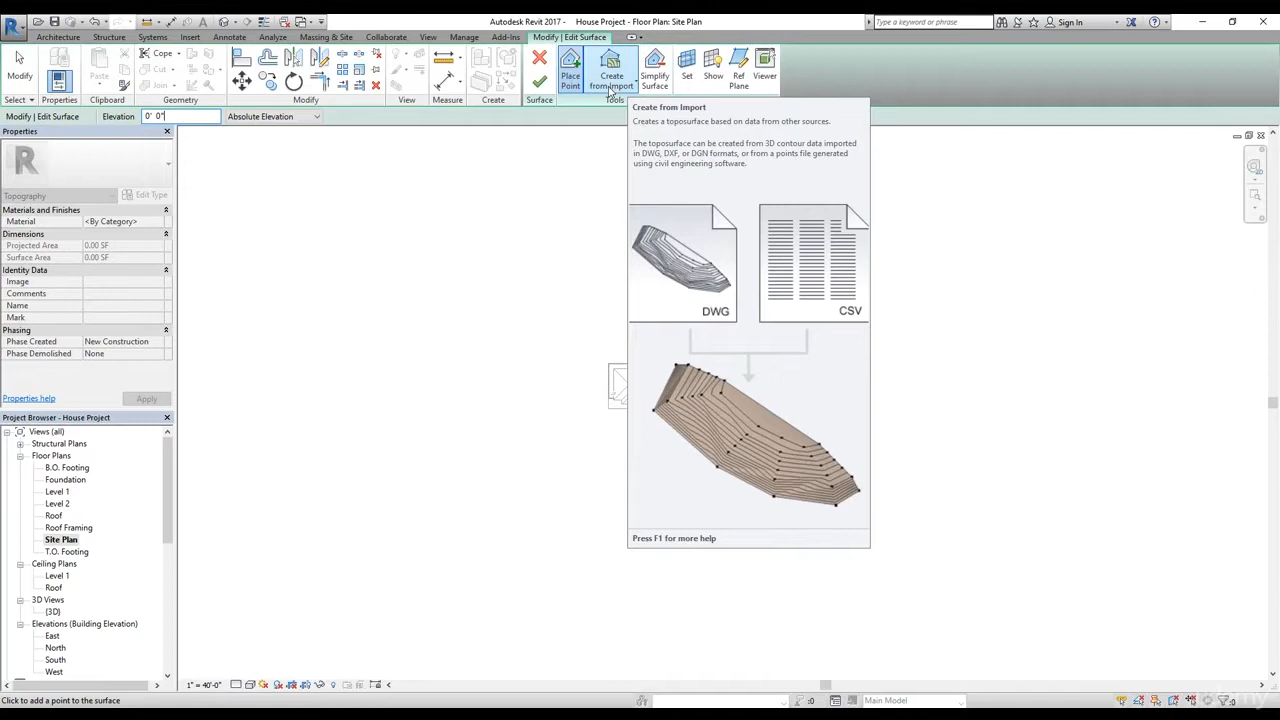 Autodesk Revit 2017 - House Project - Floor Plan: Site Plan
Type a keyword or phrase
Sign In
Architecture Structure Systems Insert Annotate Analyze Massing & Site Collaborate View Manage Add-Ins Modify | Edit Surface
Modify
Select
Properties
Paste
Clipboard
Cope
Cut
Join
Geometry
Modify
View
Measure
Create
Surface
Place Point
Create from Import
Simplify Surface
Tools
Set
Show
Ref Plane
Viewer
Modify | Edit Surface Elevation 0' 0" Absolute Elevation
Properties
R
Topography
Edit Type
Materials and Finishes
Material <By Category>
Dimensions
Projected Area 0.00 SF
Surface Area 0.00 SF
Identity Data
Image
Comments
Name
Mark
Phasing
Phase Created New Construction
Phase Demolished None
Properties help Apply
Project Browser - House Project
Views (all)
Structural Plans
Floor Plans
B.O. Footing
Foundation
Level 1
Level 2
Roof
Roof Framing
Site Plan
T.O. Footing
Ceiling Plans
Level 1
Roof
3D Views
{3D}
Elevations (Building Elevation)
East
North
South
West
Create from Import
Creates a toposurface based on data from other sources.
The toposurface can be created from 3D contour data imported
in DWG, DXF, or DGN formats, or from a points file generated
using civil engineering software.
DWG
CSV
Press F1 for more help
1" = 40'-0"
Click to add a point to the surface
:0
Main Model
:0